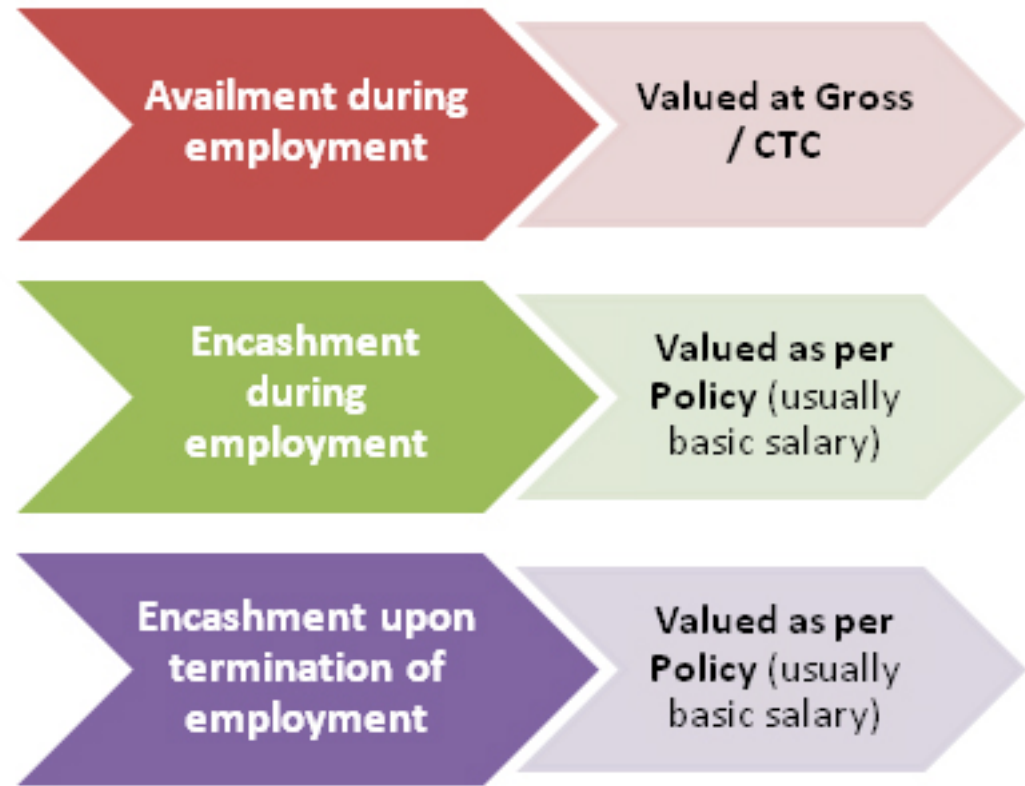 Availment during
employment
Valued at Gross
/ CTC
Encashment
during
employment
Valued as per
Policy (usually
basic salary)
Encashment upon
termination of
employment
Valued as per
Policy (usually
basic salary)